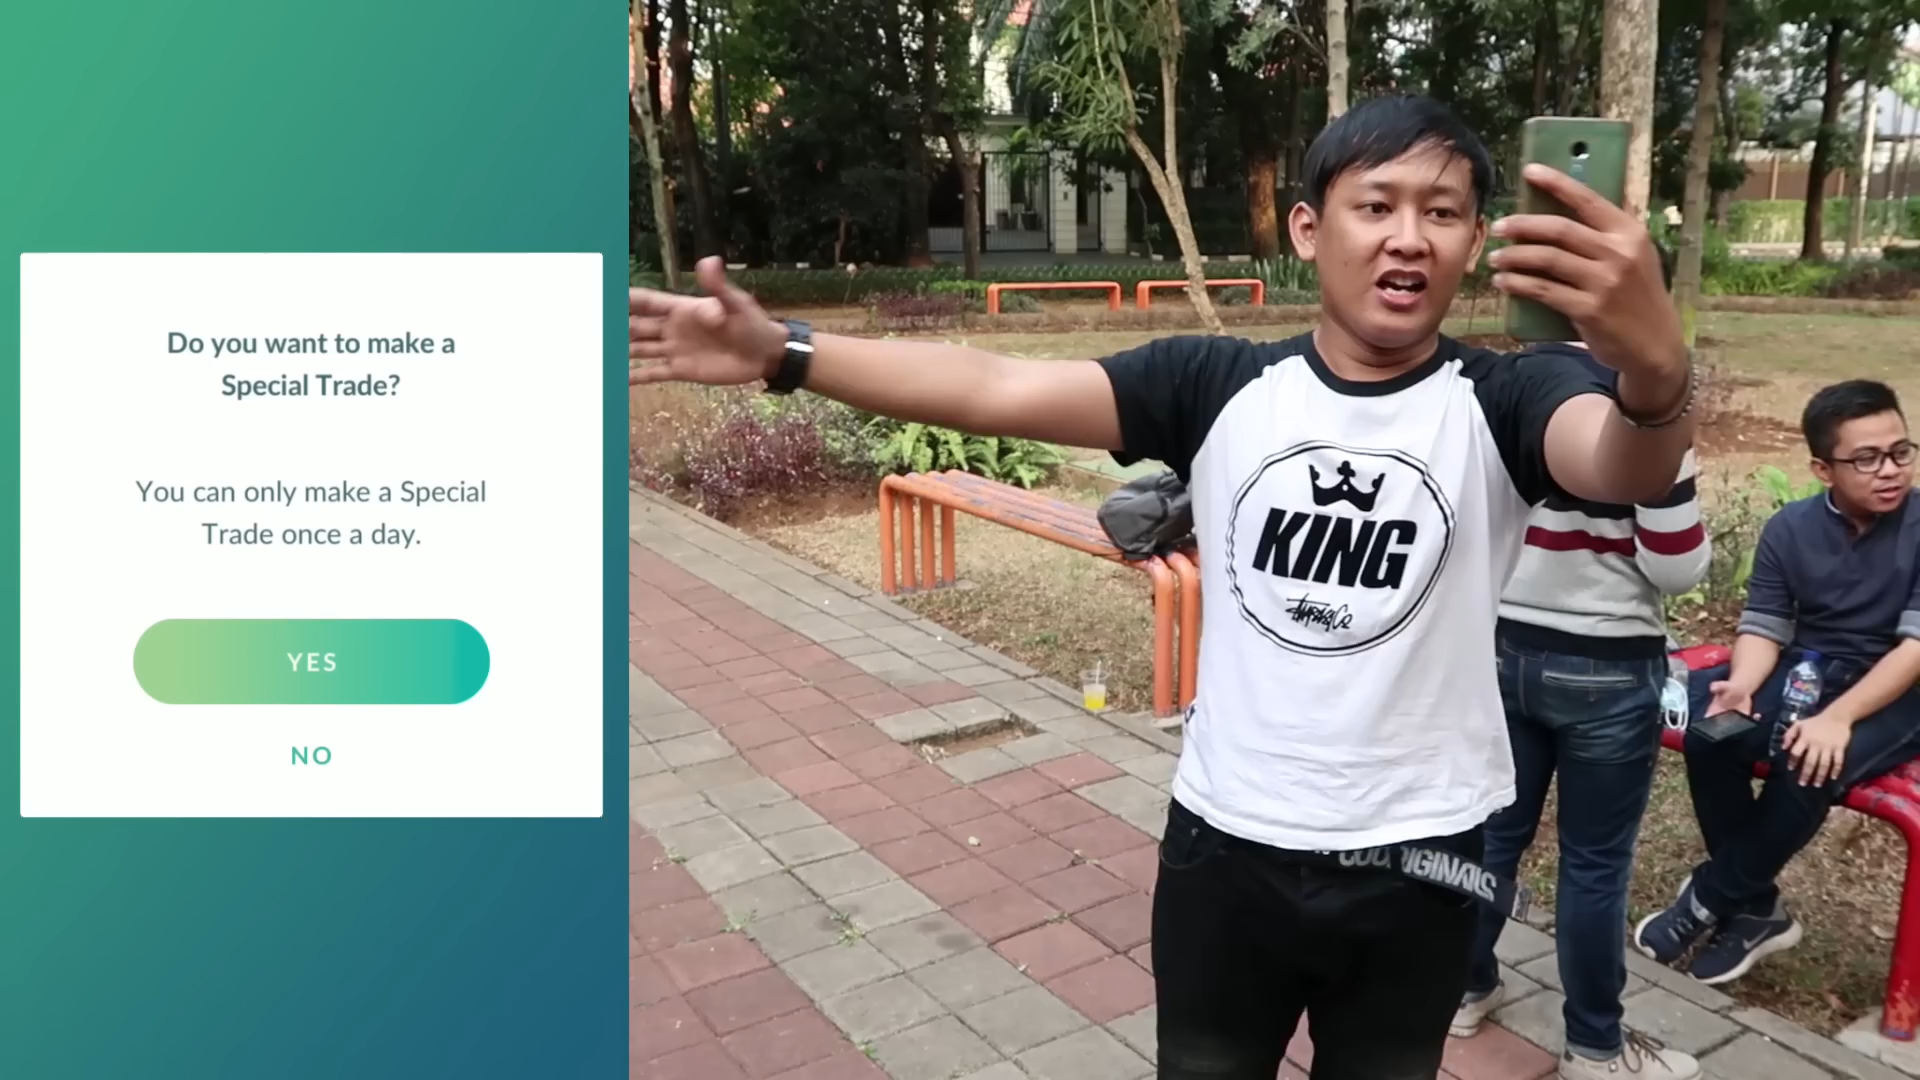 Do you want to make a
Special Trade?
You can only make a Special
Trade once a day.
YES
NO
KING